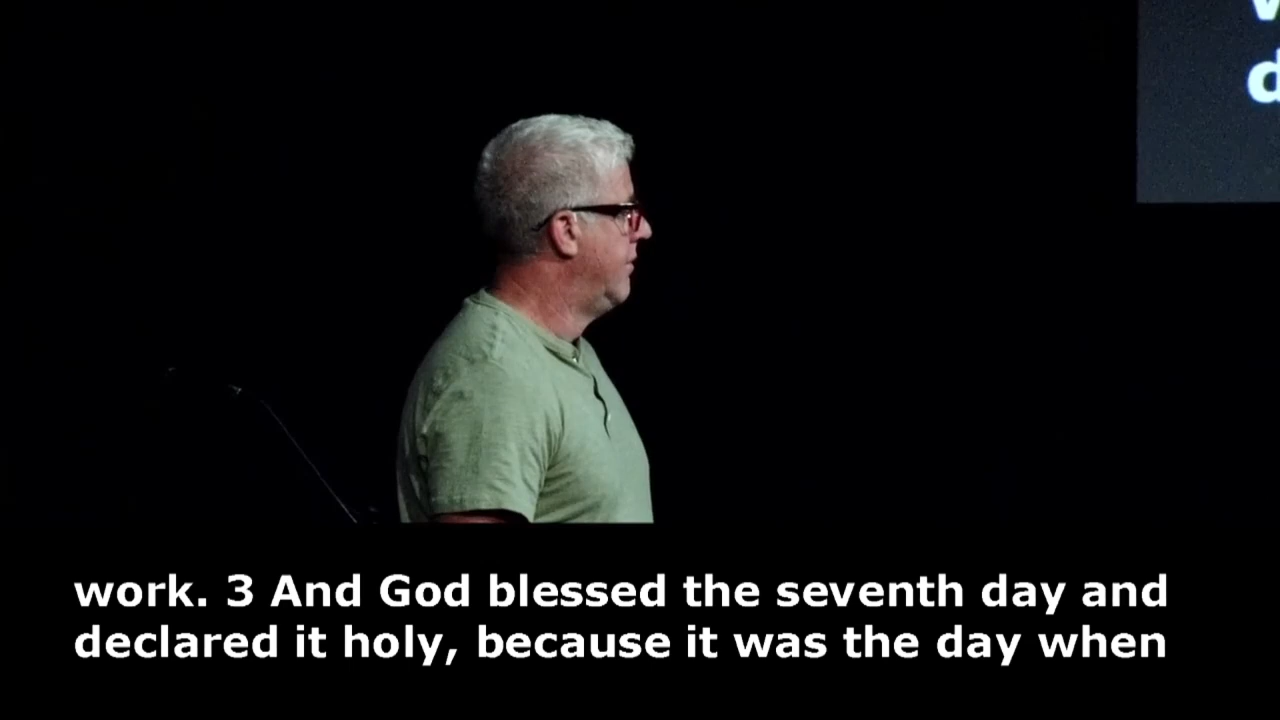 work. 3 And God blessed the seventh day and
declared it holy, because it was the day when